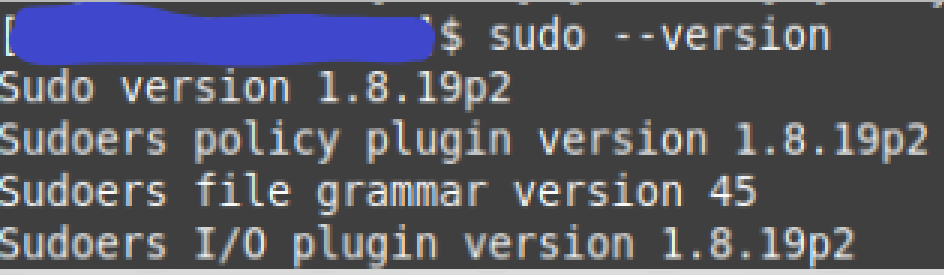 [ ]$ sudo --version
Sudo version 1.8.19p2
Sudoers policy plugin version 1.8.19p2
Sudoers file grammar version 45
Sudoers I/O plugin version 1.8.19p2